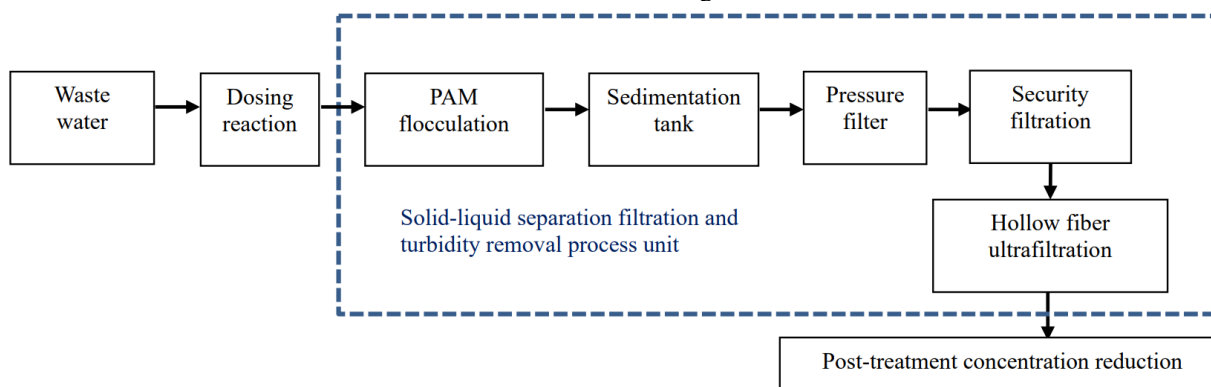 Waste
water
Dosing
reaction
PAM
flocculation
Sedimentation
tank
Pressure
filter
Security
filtration
Solid-liquid separation filtration and
turbidity removal process unit
Hollow fiber
ultrafiltration
Post-treatment concentration reduction